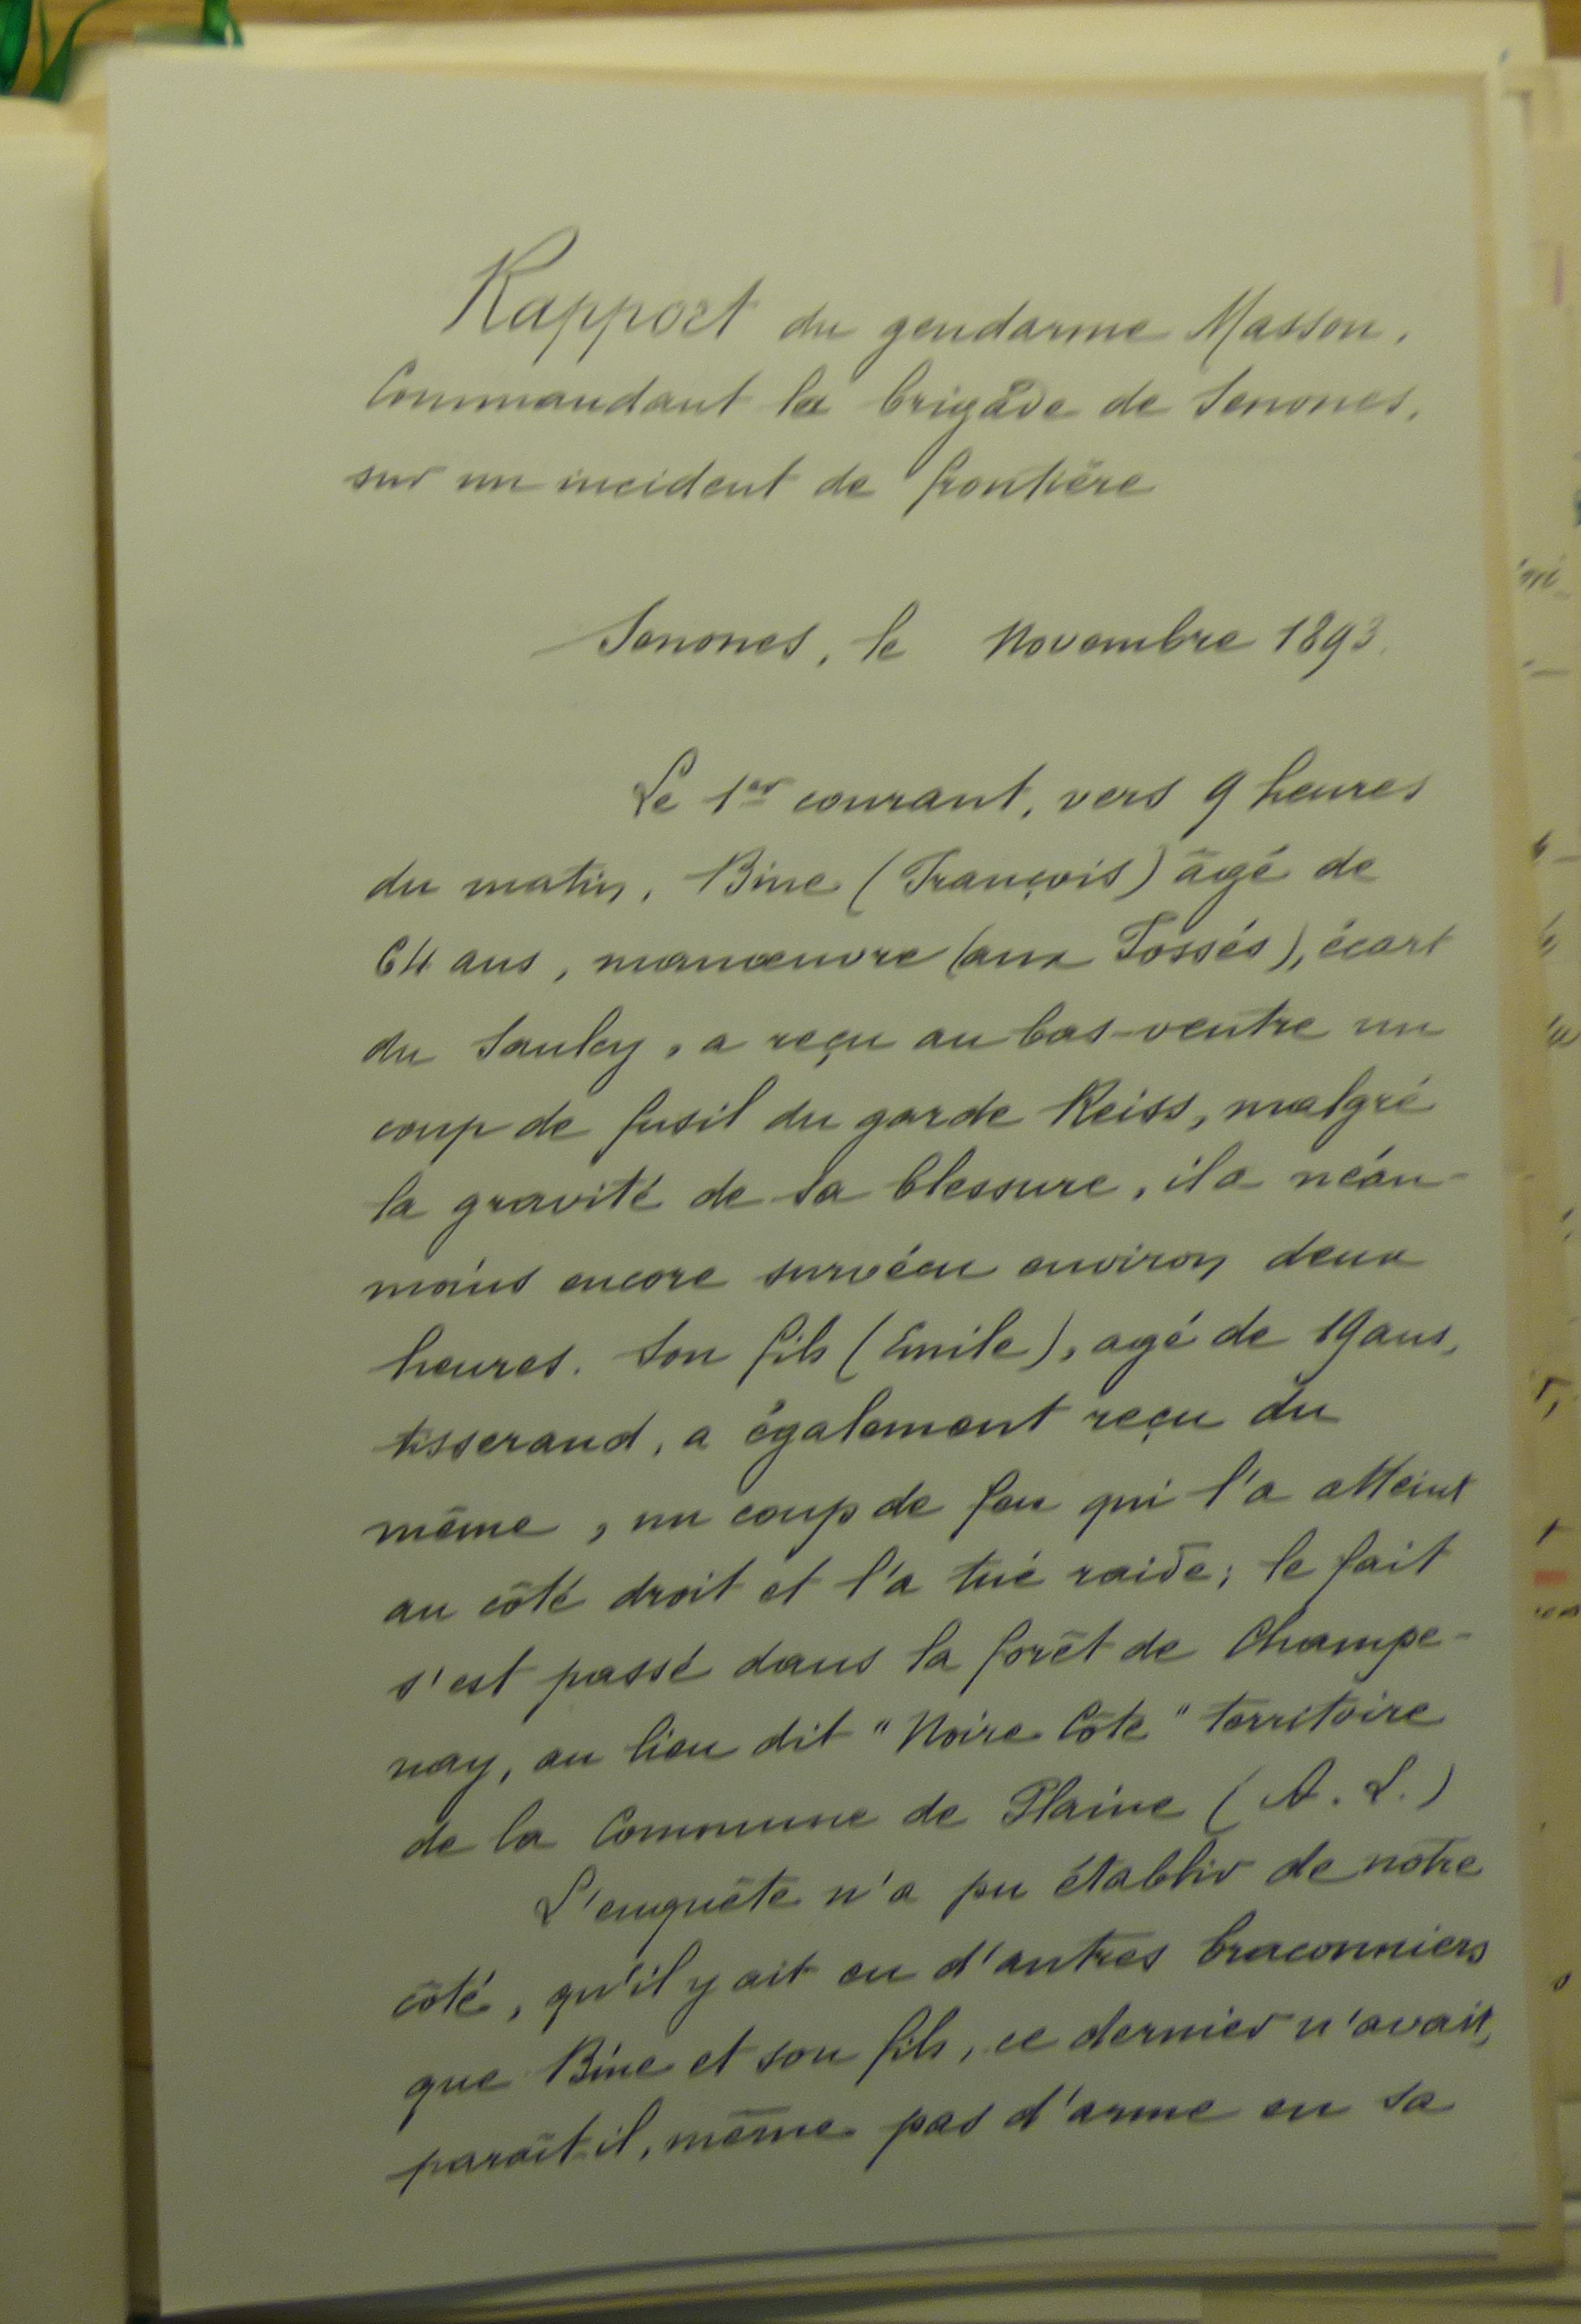 Rapport du gendarme Masson,
Commandant la brigade de Senones,
sur un incident de frontière
Senones, le Novembre 1893.
Le 1er courant, vers 9 heures
du matin, Bine (François) âgé de
64 ans, manœuvre (aux Fossés), écart
du Saulcy, a reçu au bas-ventre un
coup de fusil du garde Reiss, malgré
la gravité de sa blessure, il a néan-
moins encore survécu environ deux
heures. Son fils (Emile), agé de 19 ans,
tisserand, a également reçu du
même, un coup de feu qui l'a atteint
au côté droit et l'a tué raide; le fait
s'est passé dans la forêt de Champe-
nay, au lieu dit "Noire Côte" territoire
de la Commune de Plaine (A. L.)
L'enquête n'a pu établir de notre
côté, qu'il y ait eu d'autres braconniers
que Bine et son fils, ce dernier n'avait,
paraît-il, même pas d'arme en sa